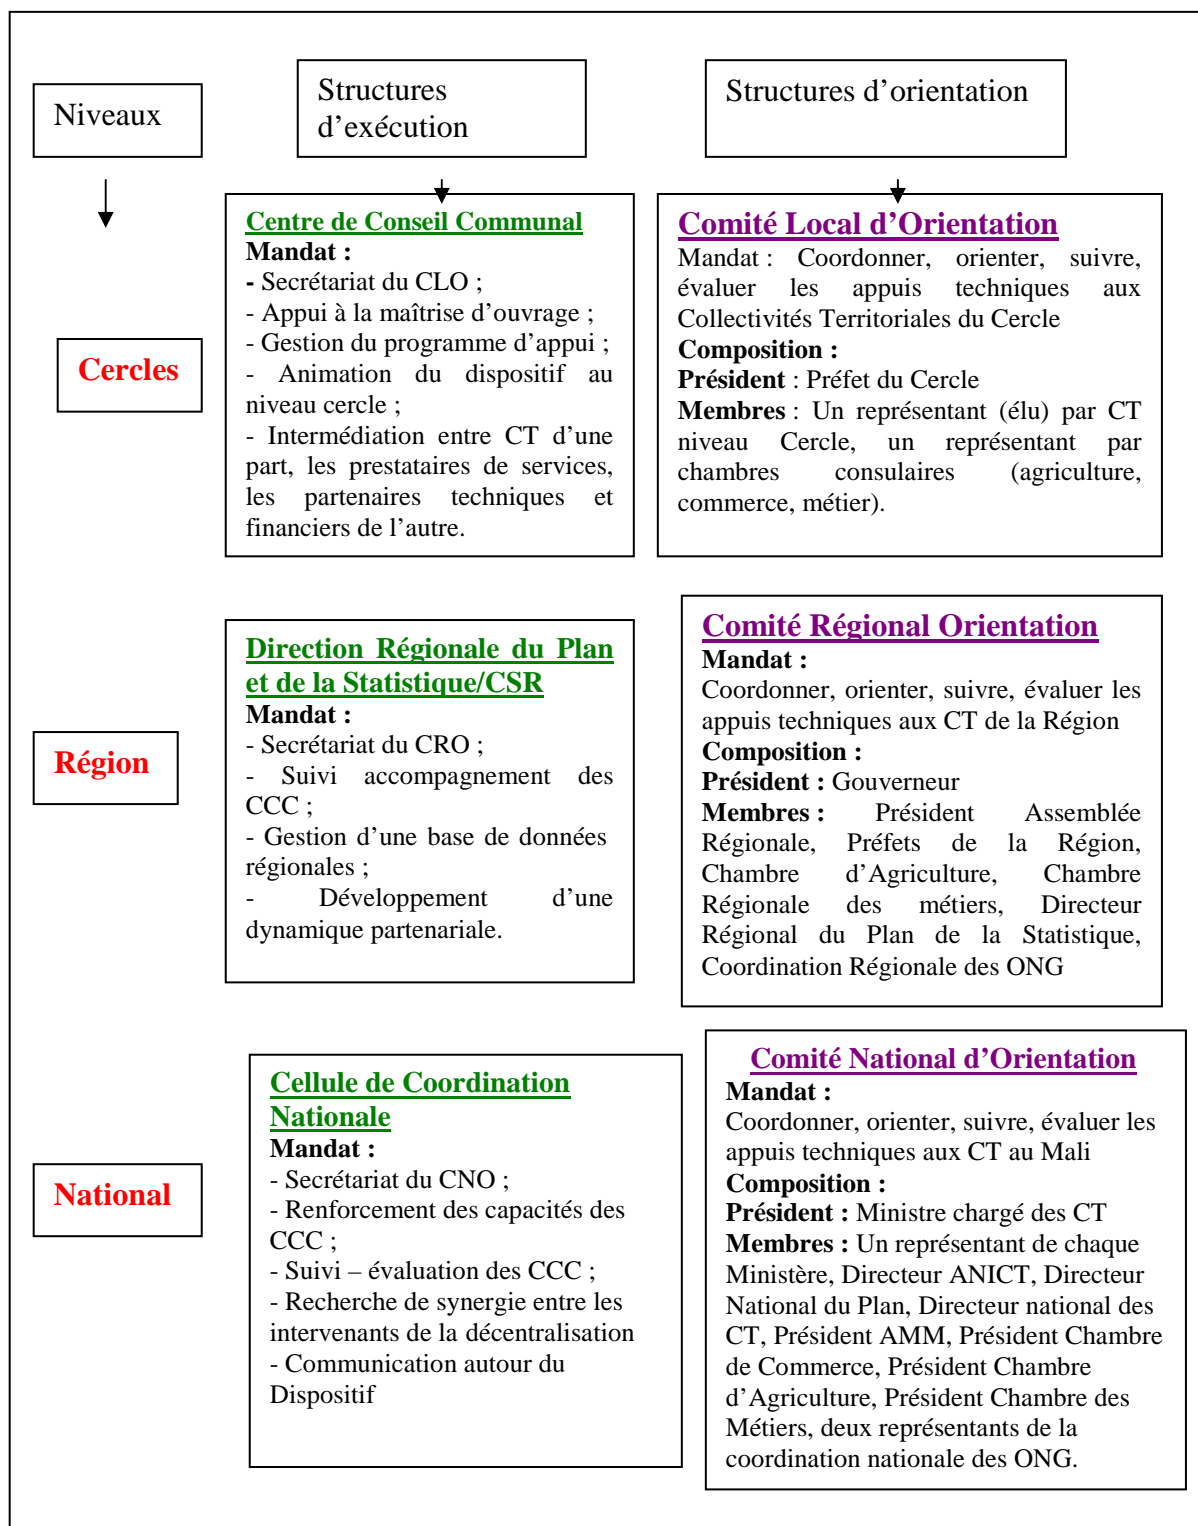 Niveaux
Structures
d’exécution
Structures d’orientation
Cercles
Centre de Conseil Communal
Mandat :
- Secrétariat du CLO ;
- Appui à la maîtrise d’ouvrage ;
- Gestion du programme d’appui ;
- Animation du dispositif au
niveau cercle ;
- Intermédiation entre CT d’une
part, les prestataires de services,
les partenaires techniques et
financiers de l’autre.
Comité Local d’Orientation
Mandat : Coordonner, orienter, suivre,
évaluer les appuis techniques aux
Collectivités Territoriales du Cercle
Composition :
Président : Préfet du Cercle
Membres : Un représentant (élu) par CT
niveau Cercle, un représentant par
chambres consulaires (agriculture,
commerce, métier).
Région
Direction Régionale du Plan
et de la Statistique/CSR
Mandat :
- Secrétariat du CRO ;
- Suivi accompagnement des
CCC ;
- Gestion d’une base de données
régionales ;
- Développement d’une
dynamique partenariale.
Comité Régional Orientation
Mandat :
Coordonner, orienter, suivre, évaluer les
appuis techniques aux CT de la Région
Composition :
Président : Gouverneur
Membres : Président Assemblée
Régionale, Préfets de la Région,
Chambre d’Agriculture, Chambre
Régionale des métiers, Directeur
Régional du Plan de la Statistique,
Coordination Régionale des ONG
National
Cellule de Coordination
Nationale
Mandat :
- Secrétariat du CNO ;
- Renforcement des capacités des
CCC ;
- Suivi – évaluation des CCC ;
- Recherche de synergie entre les
intervenants de la décentralisation
- Communication autour du
Dispositif
Comité National d’Orientation
Mandat :
Coordonner, orienter, suivre, évaluer les
appuis techniques aux CT au Mali
Composition :
Président : Ministre chargé des CT
Membres : Un représentant de chaque
Ministère, Directeur ANICT, Directeur
National du Plan, Directeur national des
CT, Président AMM, Président Chambre
de Commerce, Président Chambre
d’Agriculture, Président Chambre des
Métiers, deux représentants de la
coordination nationale des ONG.